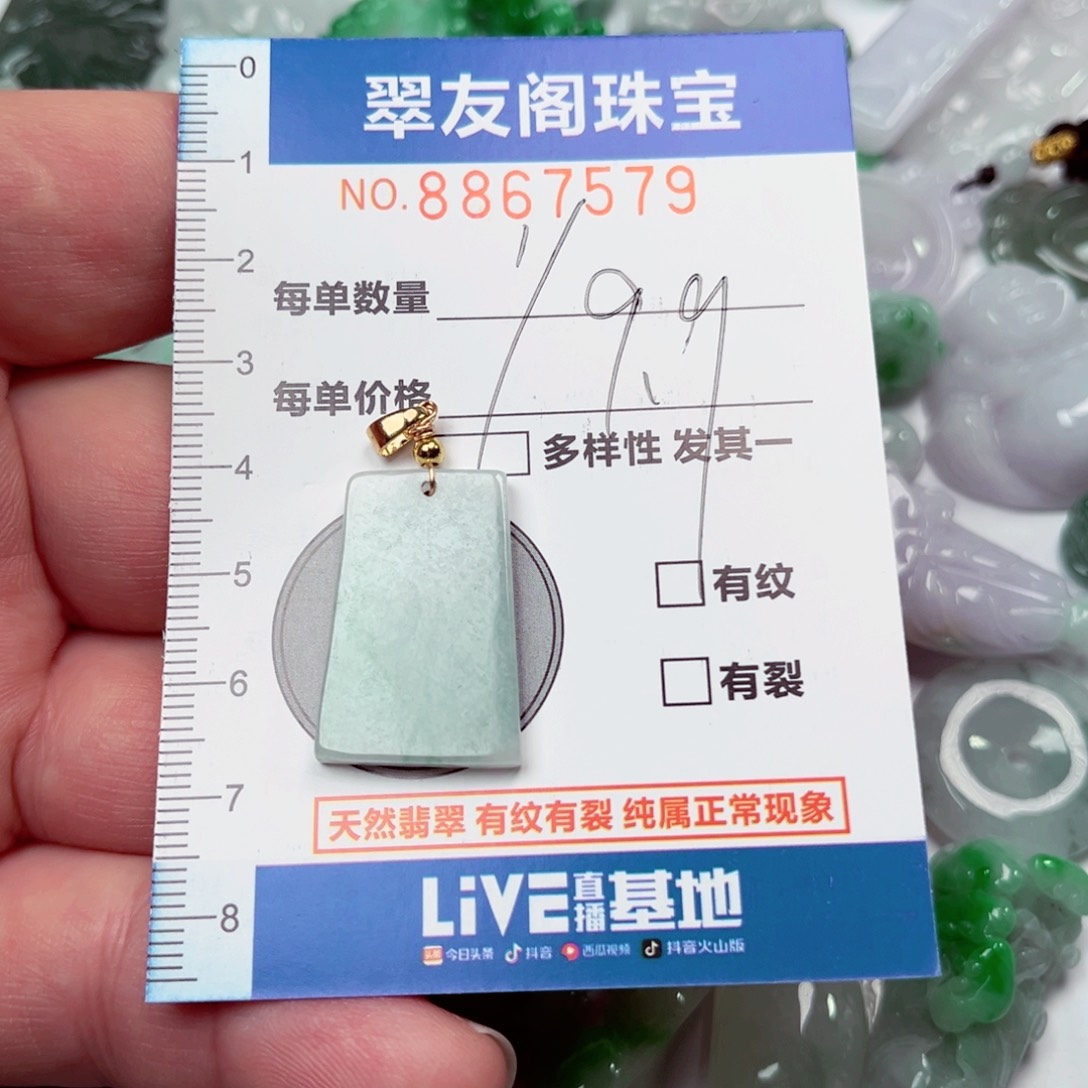 翠友阁珠宝
NO.8867579
每单数量
199
每单价格
多样性 发其一
有纹
有裂
天然翡翠 有纹有裂 纯属正常现象
LiVE直播基地
头条 今日头条 抖音 西瓜视频 抖音火山版
0
1
2
3
4
5
6
7
8